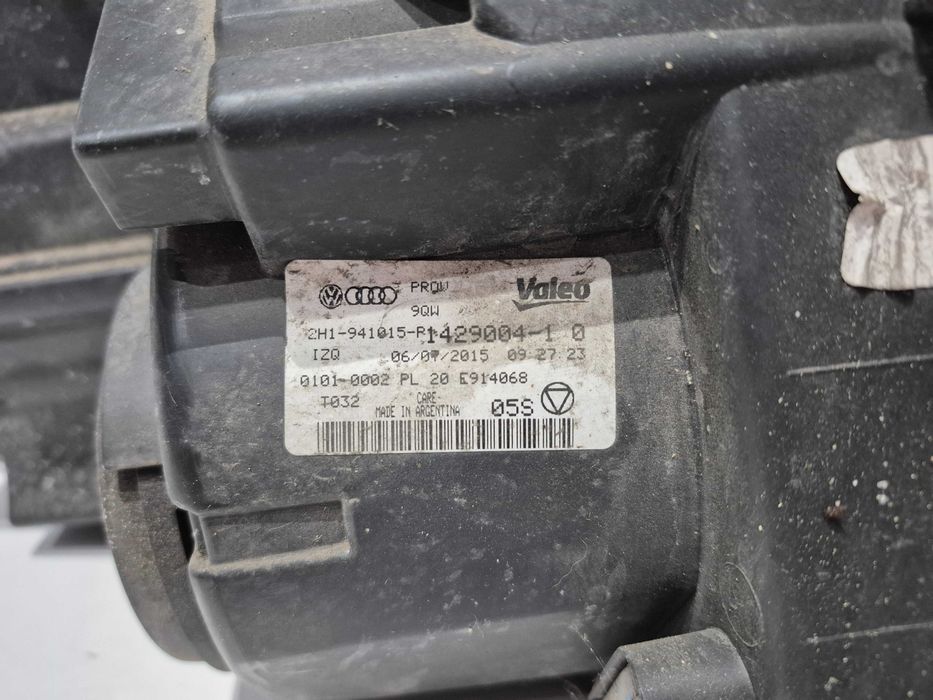 PRQW
Valeo
9QW
2H1-941015-R 1429004-1 0
IZQ 06/07/2015 09:27:23
0101-0002 PL 20 E914068
T032 CARE- 05S
MADE IN ARGENTINA